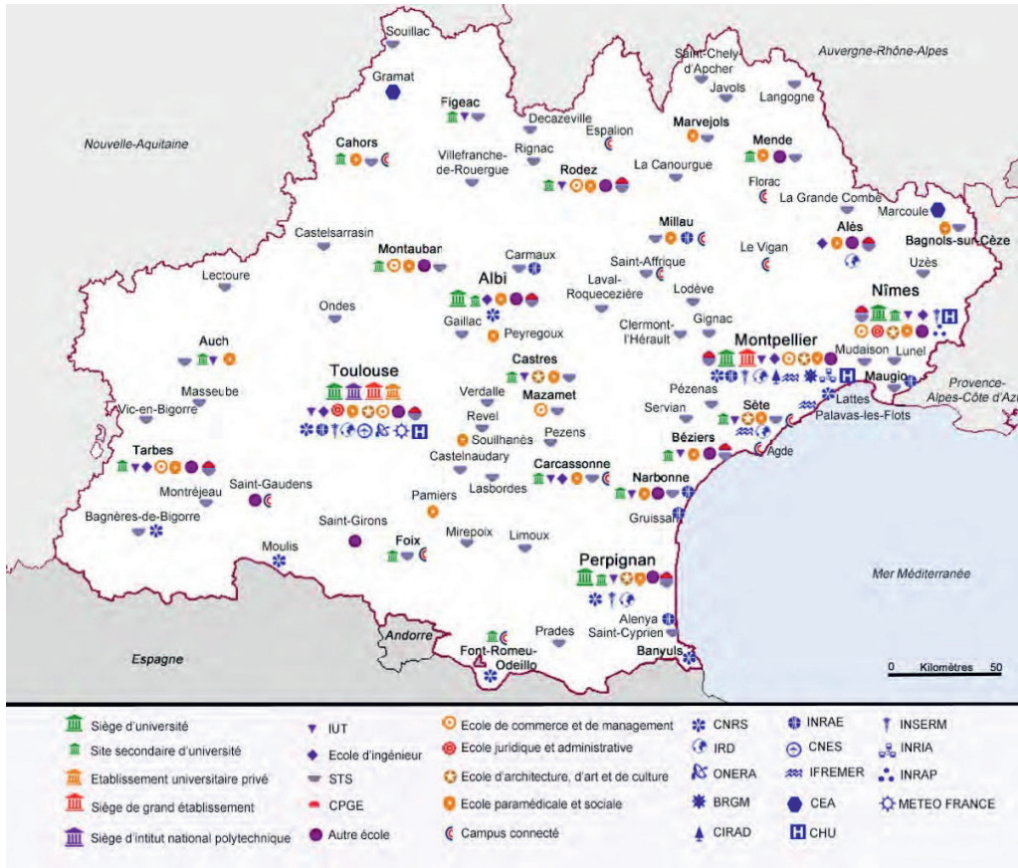 Souillac
Saint-Chely-
d'Apcher
Auvergne-Rhône-Alpes
Gramat
Javols
Langogne
Figeac
Decazeville
Espalion
Marvejols
Nouvelle-Aquitaine
Cahors
Rignac
Mende
Villefranche-
de-Rouergue
Rodez
La Canourgue
Florac
La Grande Combe
Marcoule
Millau
Alès
Castelsarrasin
Montauban
Carmaux
Le Vigan
Bagnols-sur-Cèze
Saint-Affrique
Lectoure
Albi
Laval-
Roquecezière
Uzès
Lodève
Nîmes
Ondes
Gaillac
Peyregoux
Clermont-
l'Hérault
Gignac
Auch
Montpellier
Mudaison
Lunel
Toulouse
Castres
Mauguio
Masseube
Verdalle
Mazamet
Pézenas
Lattes
Provence-
Alpes-Côte d'Az
Vic-en-Bigorre
Revel
Servian
Sète
Palavas-les-Flots
Souilhanès
Pezens
Béziers
Agde
Tarbes
Castelnaudary
Carcassonne
Narbonne
Montréjeau
Saint-Gaudens
Lasbordes
Pamiers
Gruissan
Bagnères-de-Bigorre
Saint-Girons
Mirepoix
Limoux
Foix
Moulis
Perpignan
Mer Méditerranée
Alenya
Saint-Cyprien
Andorre
Prades
Espagne
Font-Romeu-
Odeillo
Banyuls
0 Kilomètres 50
Siège d'université
Site secondaire d'université
Etablissement universitaire privé
Siège de grand établissement
Siège d'intitut national polytechnique
IUT
Ecole d'ingénieur
STS
CPGE
Autre école
Ecole de commerce et de management
Ecole juridique et administrative
Ecole d'architecture, d'art et de culture
Ecole paramédicale et sociale
Campus connecté
CNRS
IRD
ONERA
BRGM
CIRAD
INRAE
CNES
IFREMER
CEA
CHU
INSERM
INRIA
INRAP
METEO FRANCE